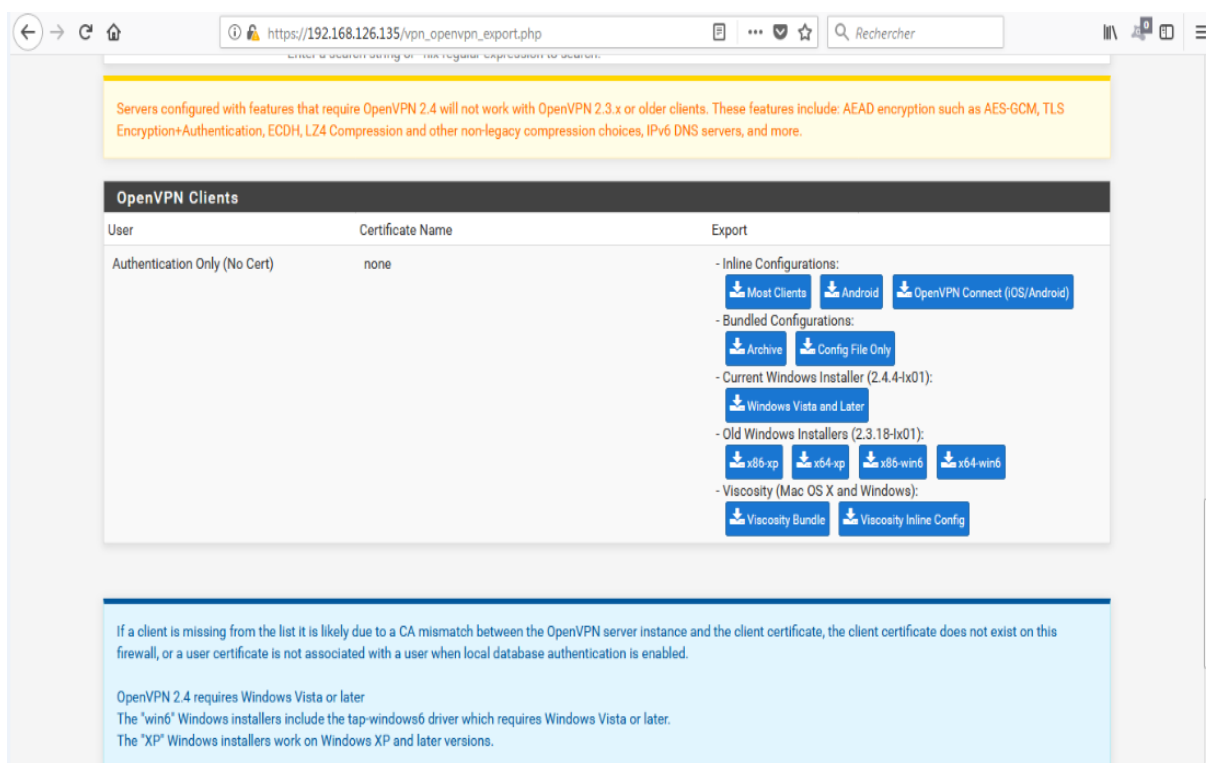 https://192.168.126.135/vpn_openvpn_export.php
Rechercher
0
Enter a search string or *nix regular expression to search.
Servers configured with features that require OpenVPN 2.4 will not work with OpenVPN 2.3.x or older clients. These features include: AEAD encryption such as AES-GCM, TLS
Encryption+Authentication, ECDH, LZ4 Compression and other non-legacy compression choices, IPv6 DNS servers, and more.
OpenVPN Clients
User Certificate Name Export
Authentication Only (No Cert) none - Inline Configurations:
Most Clients Android OpenVPN Connect (iOS/Android)
- Bundled Configurations:
Archive Config File Only
- Current Windows Installer (2.4.4-Ix01):
Windows Vista and Later
- Old Windows Installers (2.3.18-Ix01):
x86-xp x64-xp x86-win6 x64-win6
- Viscosity (Mac OS X and Windows):
Viscosity Bundle Viscosity Inline Config
If a client is missing from the list it is likely due to a CA mismatch between the OpenVPN server instance and the client certificate, the client certificate does not exist on this
firewall, or a user certificate is not associated with a user when local database authentication is enabled.
OpenVPN 2.4 requires Windows Vista or later
The "win6" Windows installers include the tap-windows6 driver which requires Windows Vista or later.
The "XP" Windows installers work on Windows XP and later versions.